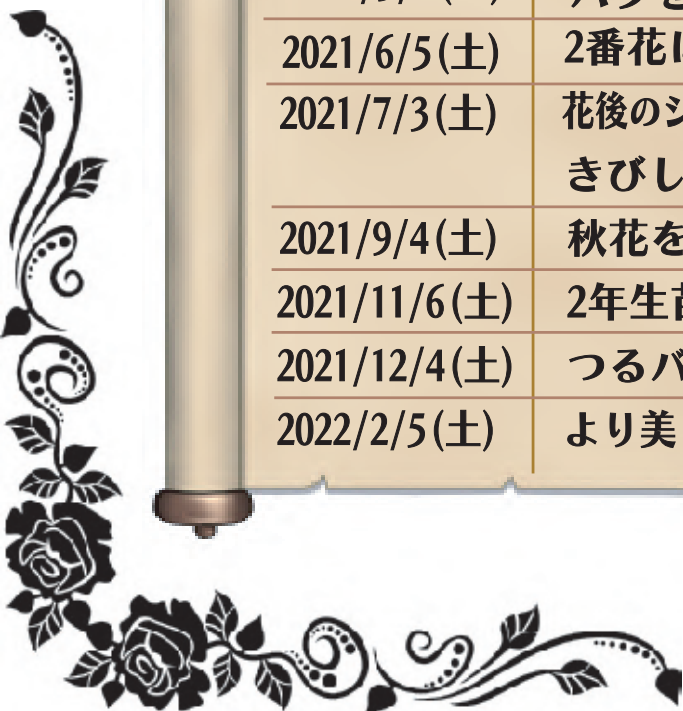 2021/6/5(土) 2番花
2021/7/3(土) 花後の
きびし
2021/9/4(土) 秋花を
2021/11/6(土) 2年生
2021/12/4(土) つるバ
2022/2/5(土) より美